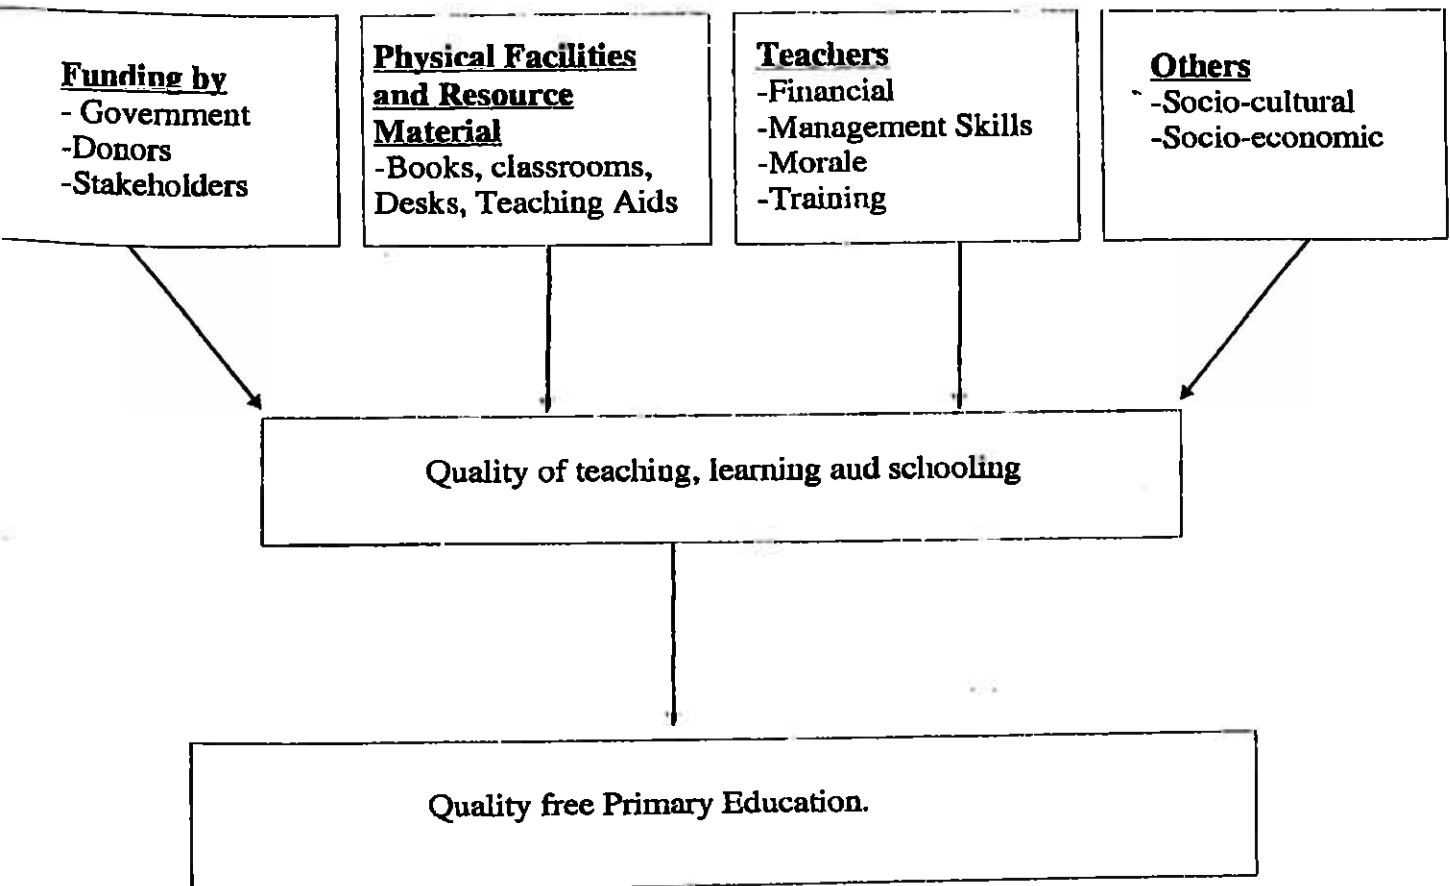 Funding by
- Government
-Donors
-Stakeholders
Physical Facilities
and Resource
Material
-Books, classrooms,
Desks, Teaching Aids
Teachers
-Financial
-Management Skills
-Morale
-Training
Others
-Socio-cultural
-Socio-economic
Quality of teaching, learning and schooling
Quality free Primary Education.